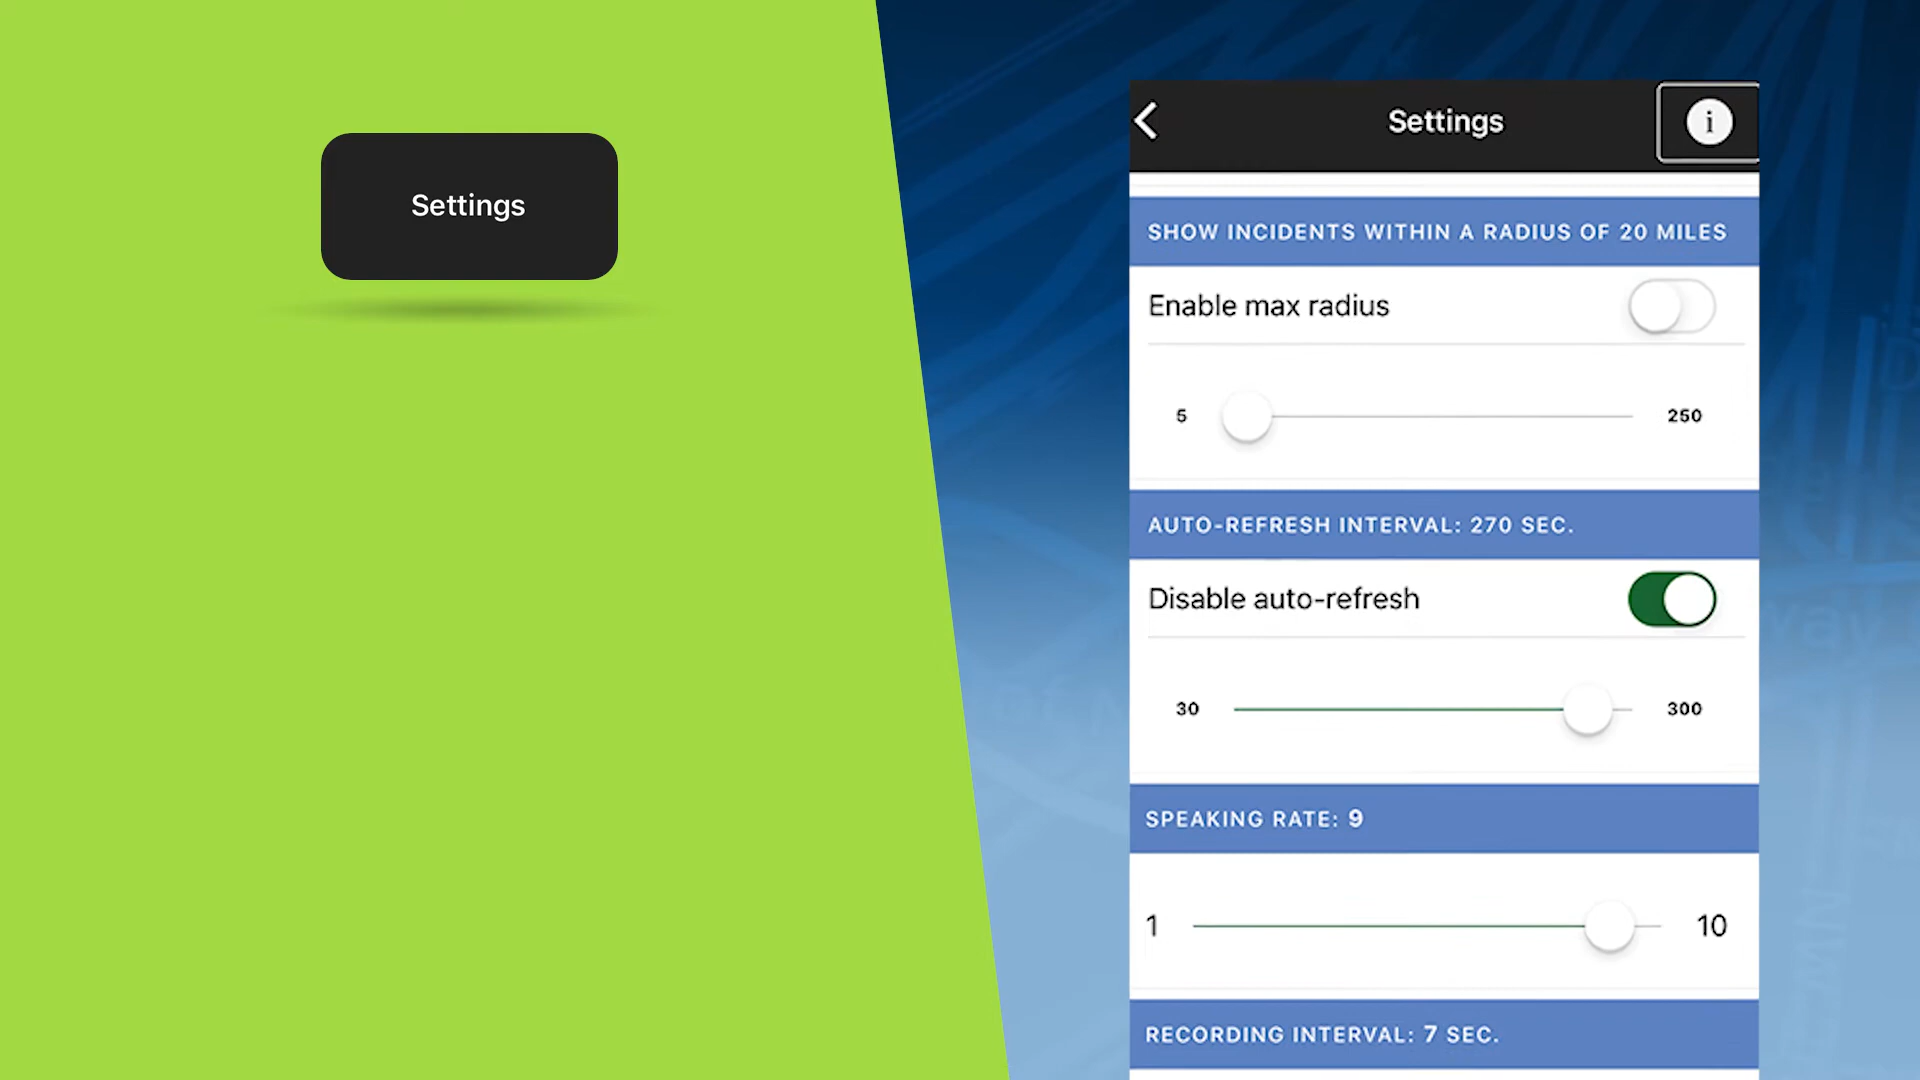 Settings
Settings
i
SHOW INCIDENTS WITHIN A RADIUS OF 20 MILES
Enable max radius
5 250
AUTO-REFRESH INTERVAL: 270 SEC.
Disable auto-refresh
30 300
SPEAKING RATE: 9
1 10
RECORDING INTERVAL: 7 SEC.